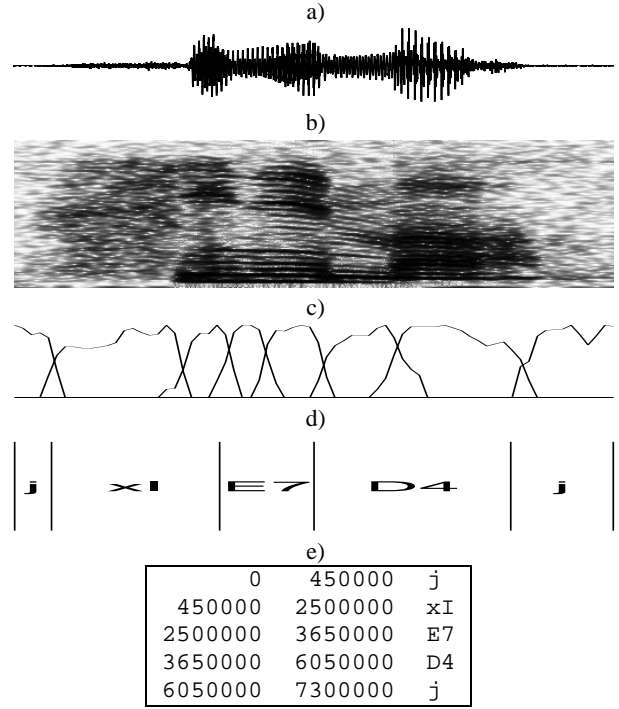 a)
b)
c)
d)
j xI E7 D4 j
e)
0 450000 j
450000 2500000 xI
2500000 3650000 E7
3650000 6050000 D4
6050000 7300000 j